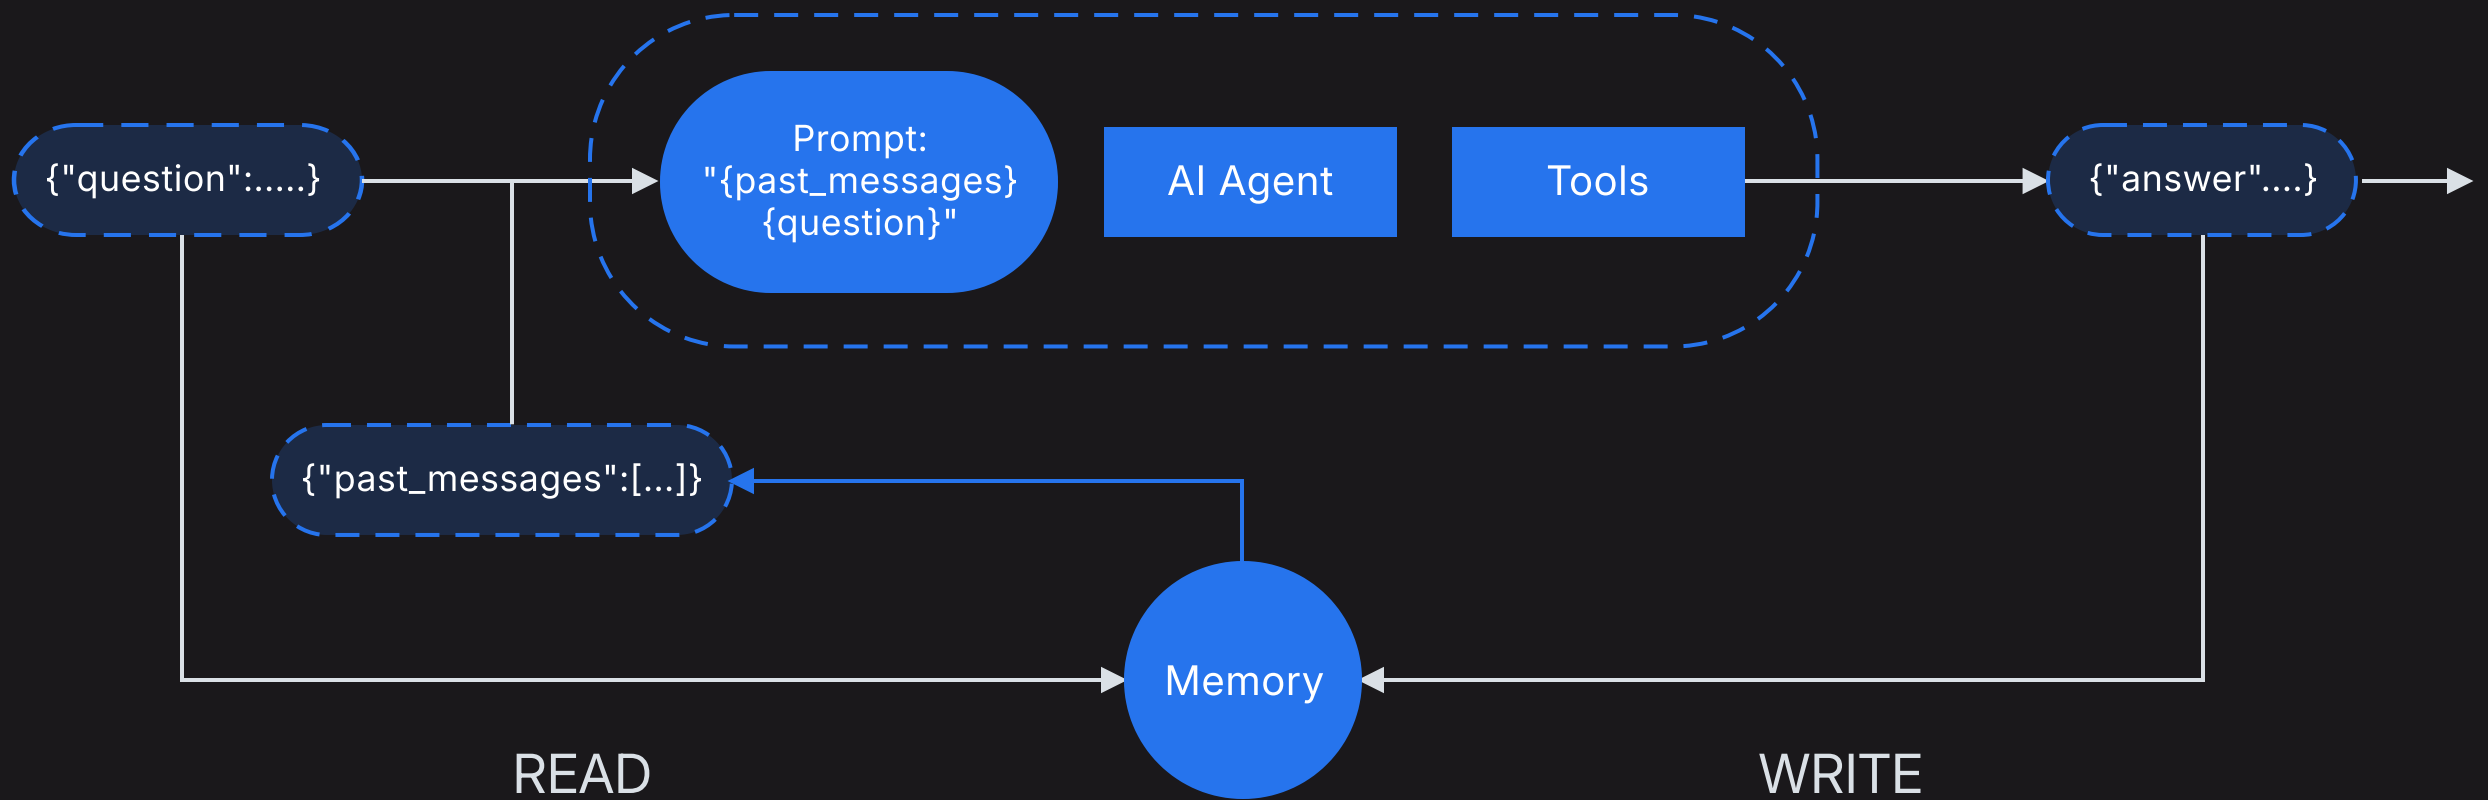 {"question":.....}
Prompt:
"{past_messages}
{question}"
AI Agent
Tools
{"answer"....}
{"past_messages":[...]}
Memory
READ
WRITE